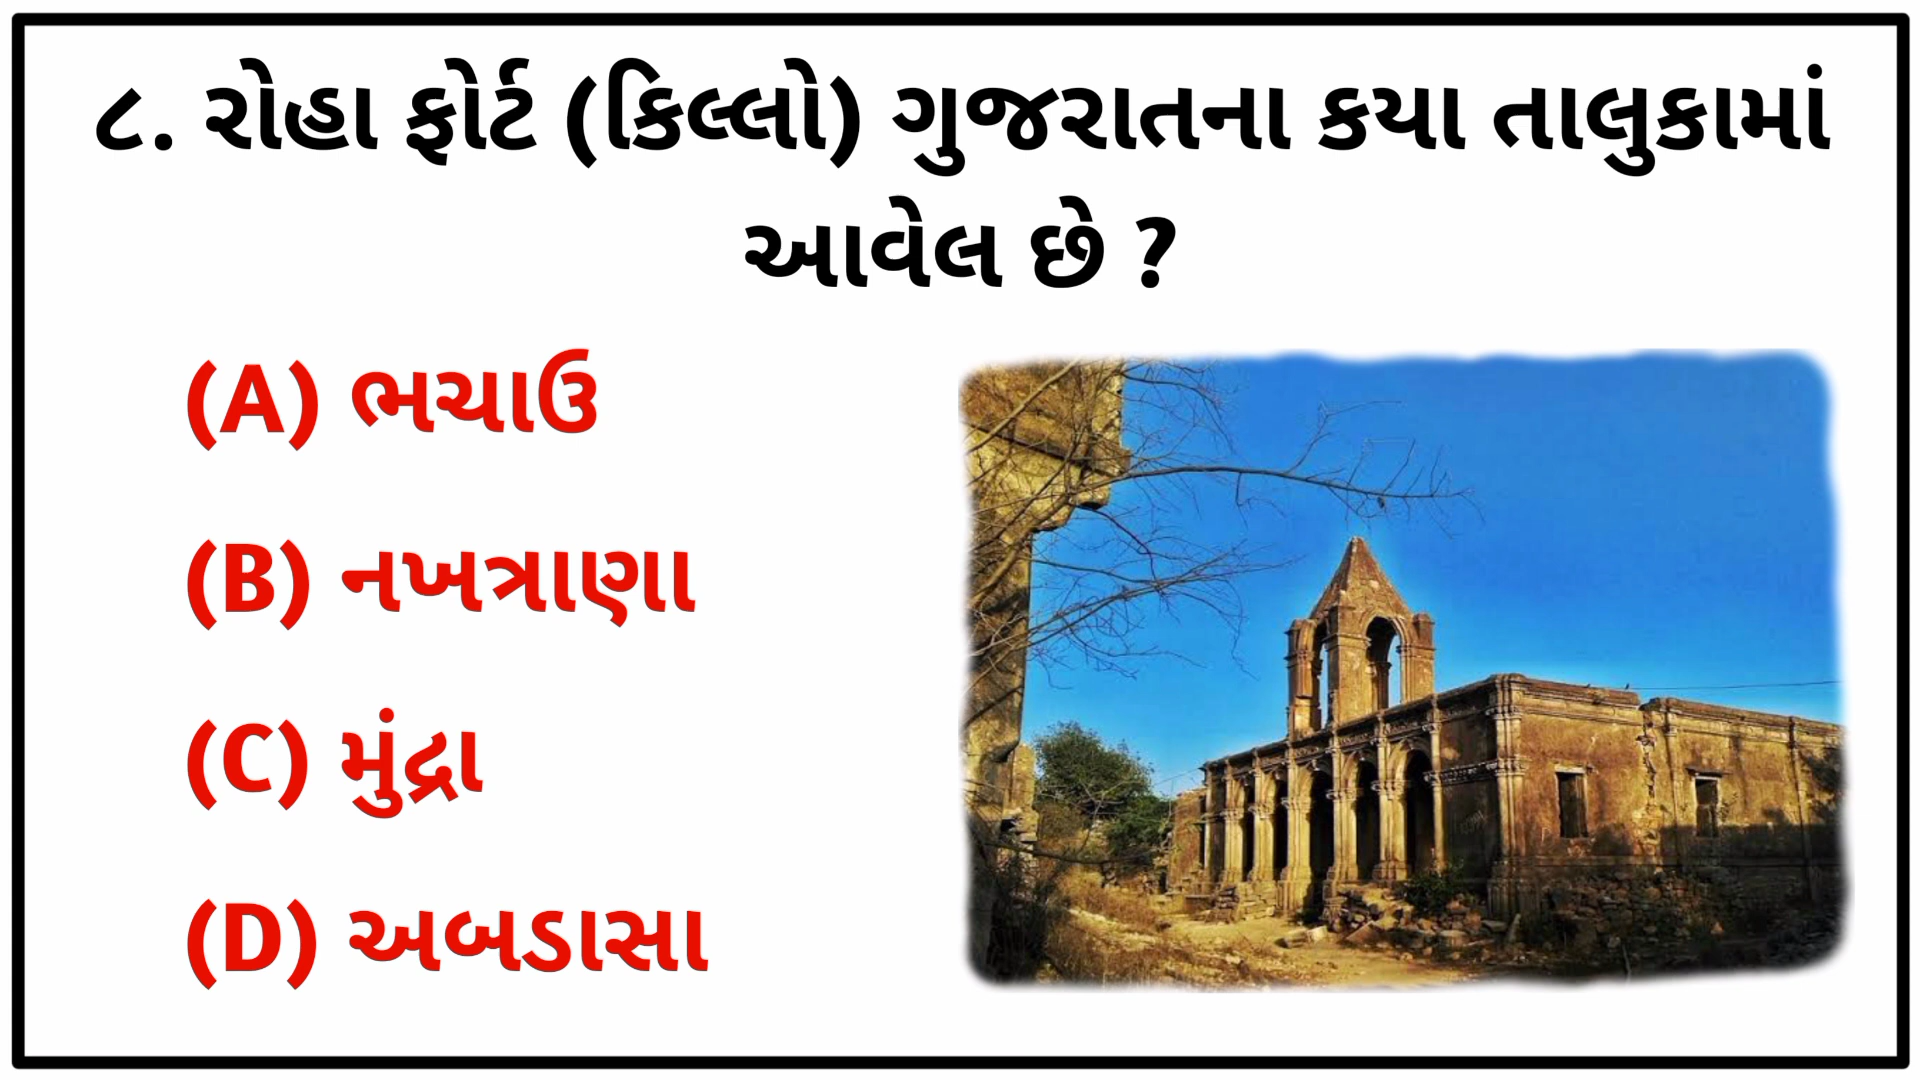 ૮. રોહા ફોર્ટ (કિલ્લો) ગુજરાતના કયા તાલુકામાં
આવેલ છે ?
(A) ભચાઉ
(B) નખત્રાણા
(C) મુંદ્રા
(D) અબડાસા